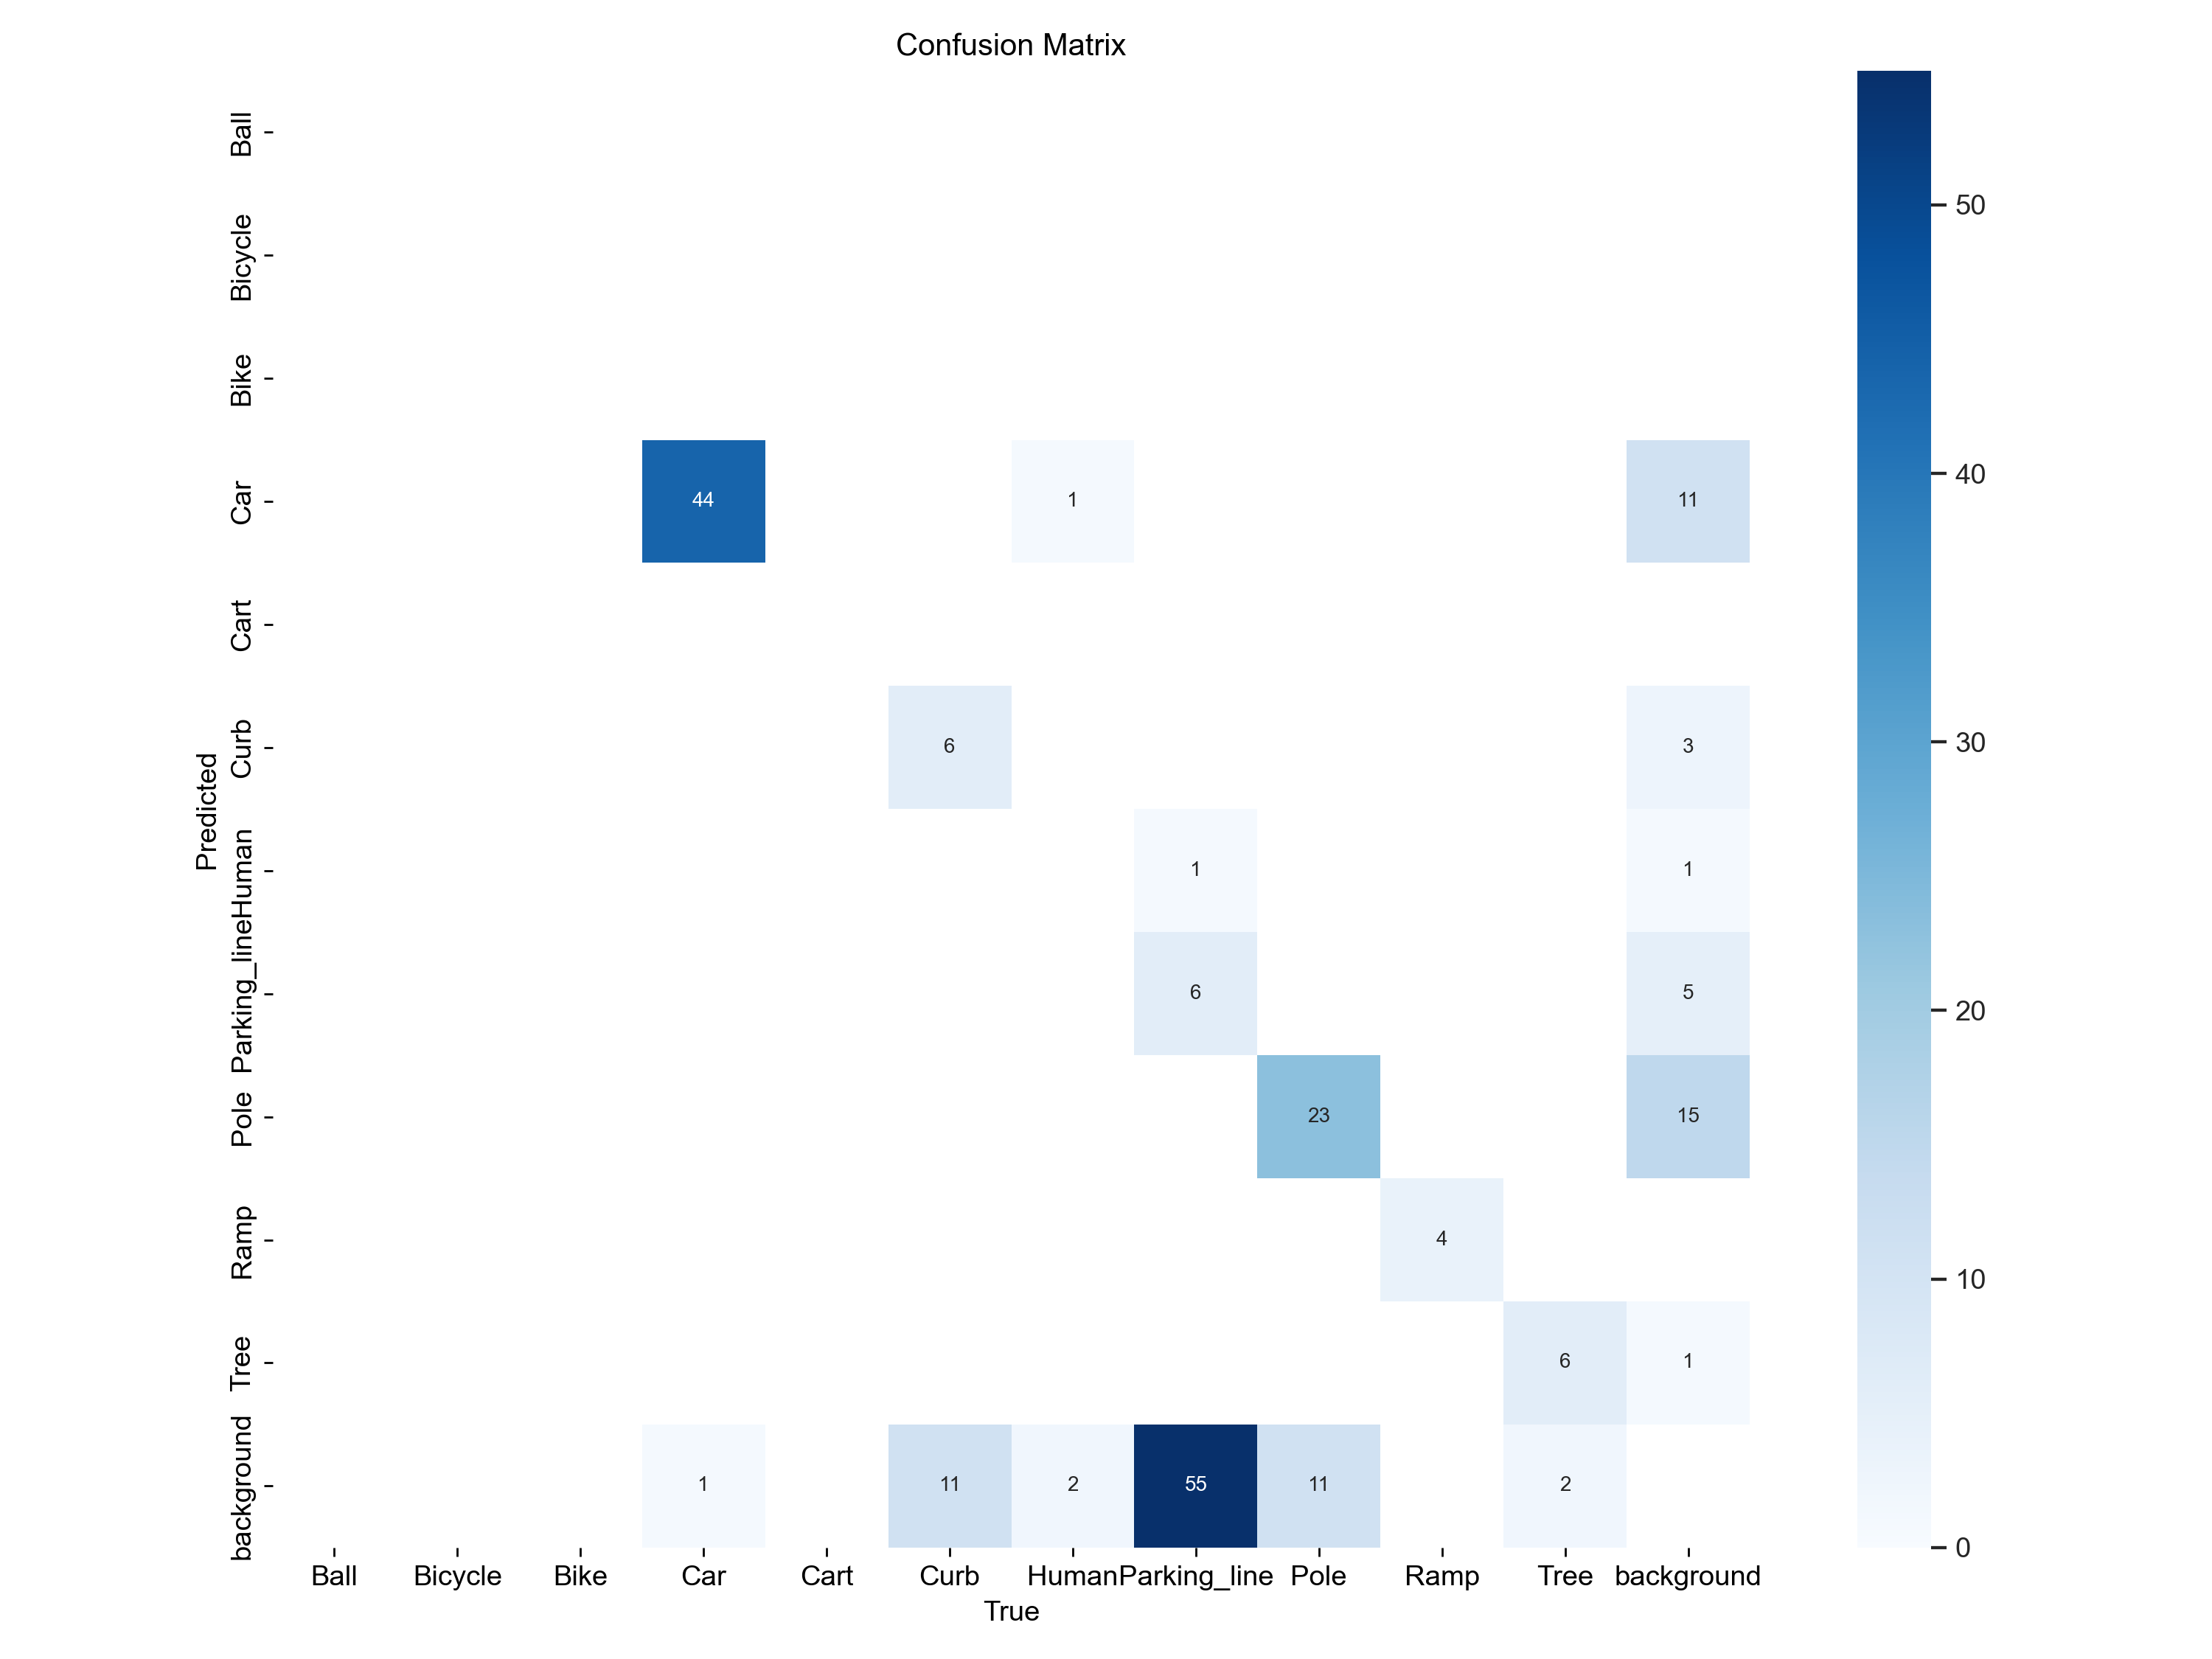 Confusion Matrix
Predicted
Ball
Bicycle
Bike
Car 44 1 11
Cart
Curb 6 3
Human 1 1
Parking_line 6 5
Pole 23 15
Ramp 4
Tree 6 1
background 1 11 2 55 11 2
Ball Bicycle Bike Car Cart Curb Human Parking_line Pole Ramp Tree background
True
50
40
30
20
10
0